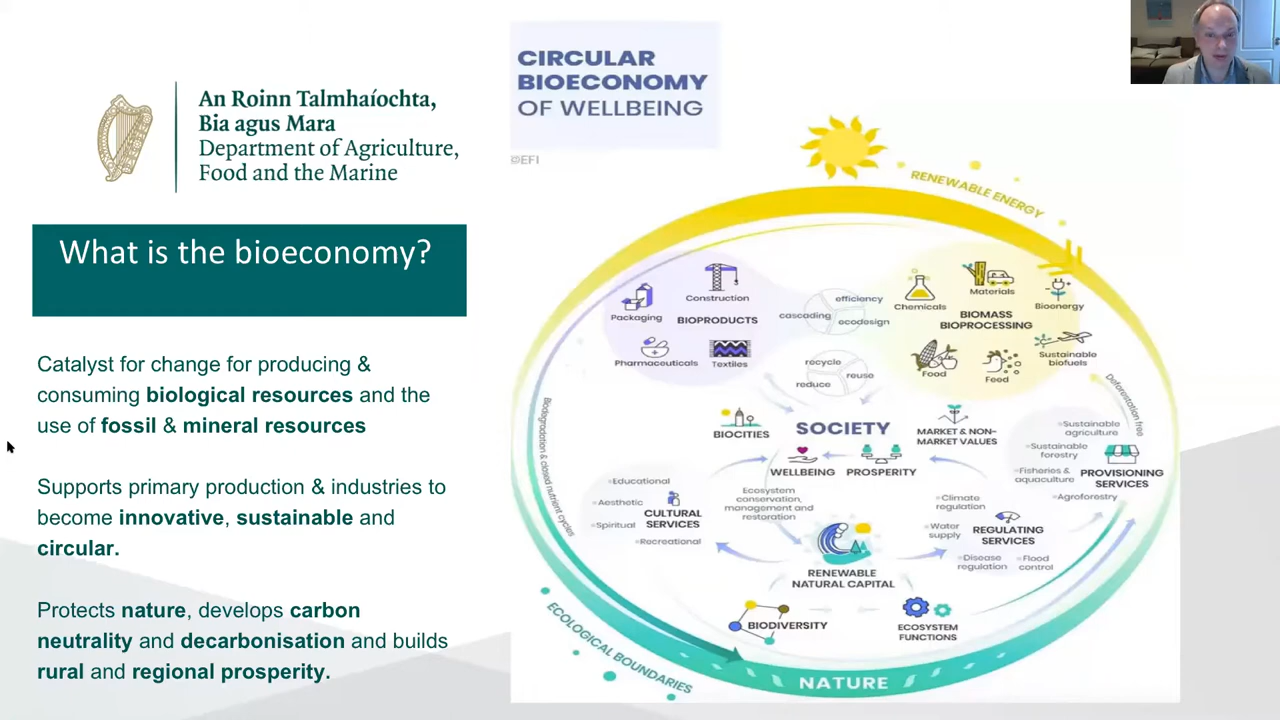 An Roinn Talmhaíochta,
Bia agus Mara
Department of Agriculture,
Food and the Marine
What is the bioeconomy?
Catalyst for change for producing &
consuming biological resources and the
use of fossil & mineral resources
Supports primary production & industries to
become innovative, sustainable and
circular.
Protects nature, develops carbon
neutrality and decarbonisation and builds
rural and regional prosperity.
CIRCULAR
BIOECONOMY
OF WELLBEING
@EFI
RENEWABLE ENERGY
Construction
Packaging
BIOPRODUCTS
Pharmaceuticals
Textiles
efficiency
cascading
ecodesign
recycle
reuse
reduce
Materials
Chemicals
Bioenergy
BIOMASS
BIOPROCESSING
Food
Feed
Sustainable
biofuels
Deforestation free
Biodegradation & closed nutrient cycles
BIOCITIES
SOCIETY
MARKET & NON-
MARKET VALUES
WELLBEING
PROSPERITY
Sustainable
agriculture
Sustainable
forestry
Fisheries &
aquaculture
Agroforestry
PROVISIONING
SERVICES
Educational
Aesthetic
Spiritual
Recreational
CULTURAL
SERVICES
Ecosystem
conservation,
management and
restoration
Climate
regulation
Water
supply
REGULATING
SERVICES
Disease
regulation
Flood
control
RENEWABLE
NATURAL CAPITAL
BIODIVERSITY
ECOSYSTEM
FUNCTIONS
ECOLOGICAL BOUNDARIES
NATURE